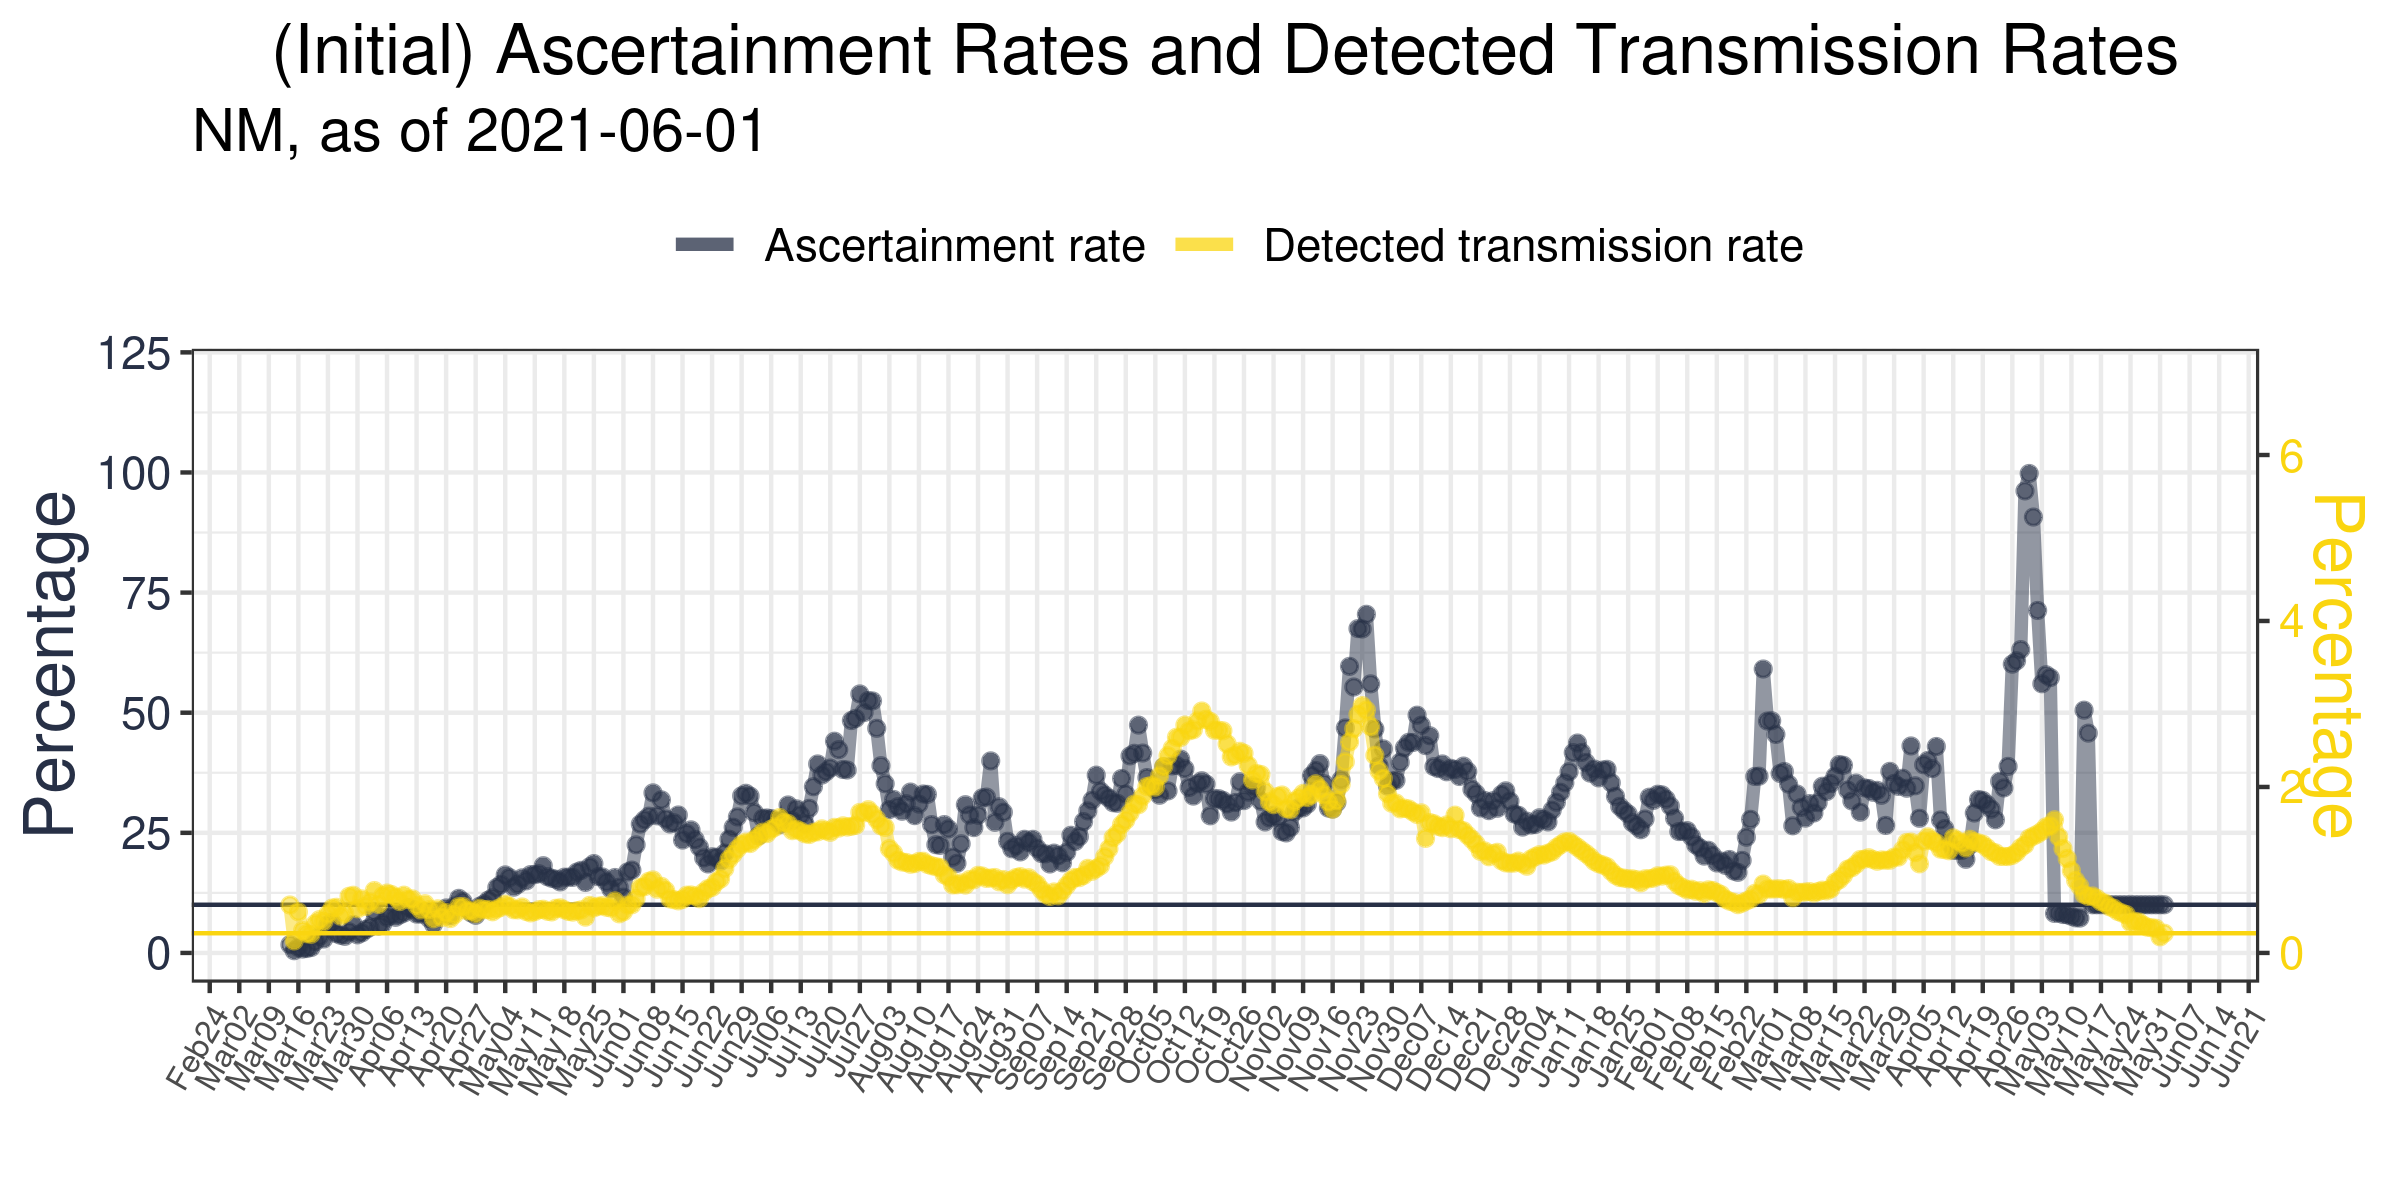 (Initial) Ascertainment Rates and Detected Transmission Rates
NM, as of 2021-06-01
Ascertainment rate
Detected transmission rate
Percentage
125
100
75
50
25
0
6
4
2
0
Percentage
Feb24
Mar02
Mar09
Mar16
Mar23
Mar30
Apr06
Apr13
Apr20
Apr27
May04
May11
May18
May25
Jun01
Jun08
Jun15
Jun22
Jun29
Jul06
Jul13
Jul20
Jul27
Aug03
Aug10
Aug17
Aug24
Aug31
Sep07
Sep14
Sep21
Sep28
Oct05
Oct12
Oct19
Oct26
Nov02
Nov09
Nov16
Nov23
Nov30
Dec07
Dec14
Dec21
Dec28
Jan04
Jan11
Jan18
Jan25
Feb01
Feb08
Feb15
Feb22
Mar01
Mar08
Mar15
Mar22
Mar29
Apr05
Apr12
Apr19
Apr26
May03
May10
May17
May24
May31
Jun07
Jun14
Jun21